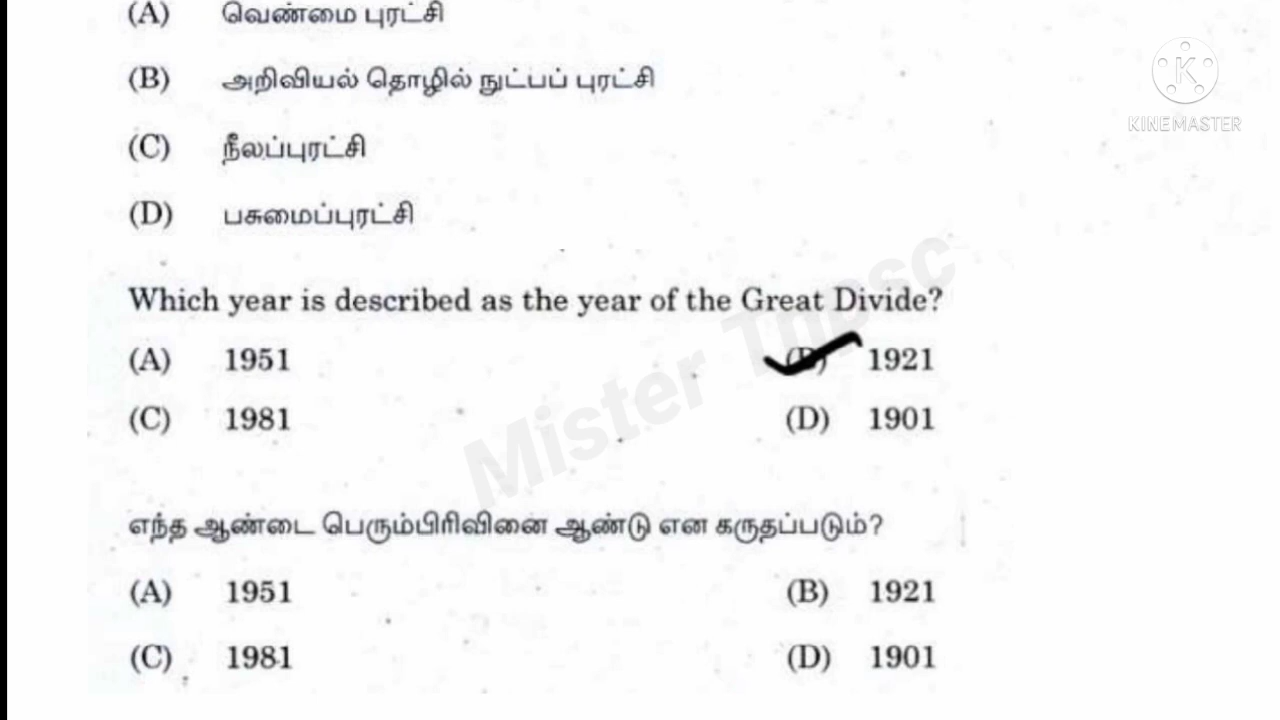 (A) வெண்மை புரட்சி
(B) அறிவியல் தொழில் நுட்பப் புரட்சி
(C) நீலப்புரட்சி
(D) பசுமைப்புரட்சி
Which year is described as the year of the Great Divide?
(A) 1951 (B) 1921
(C) 1981 (D) 1901
எந்த ஆண்டை பெரும்பிரிவினை ஆண்டு என கருதப்படும்?
(A) 1951 (B) 1921
(C) 1981 (D) 1901
Mister Tnpsc
KINEMASTER